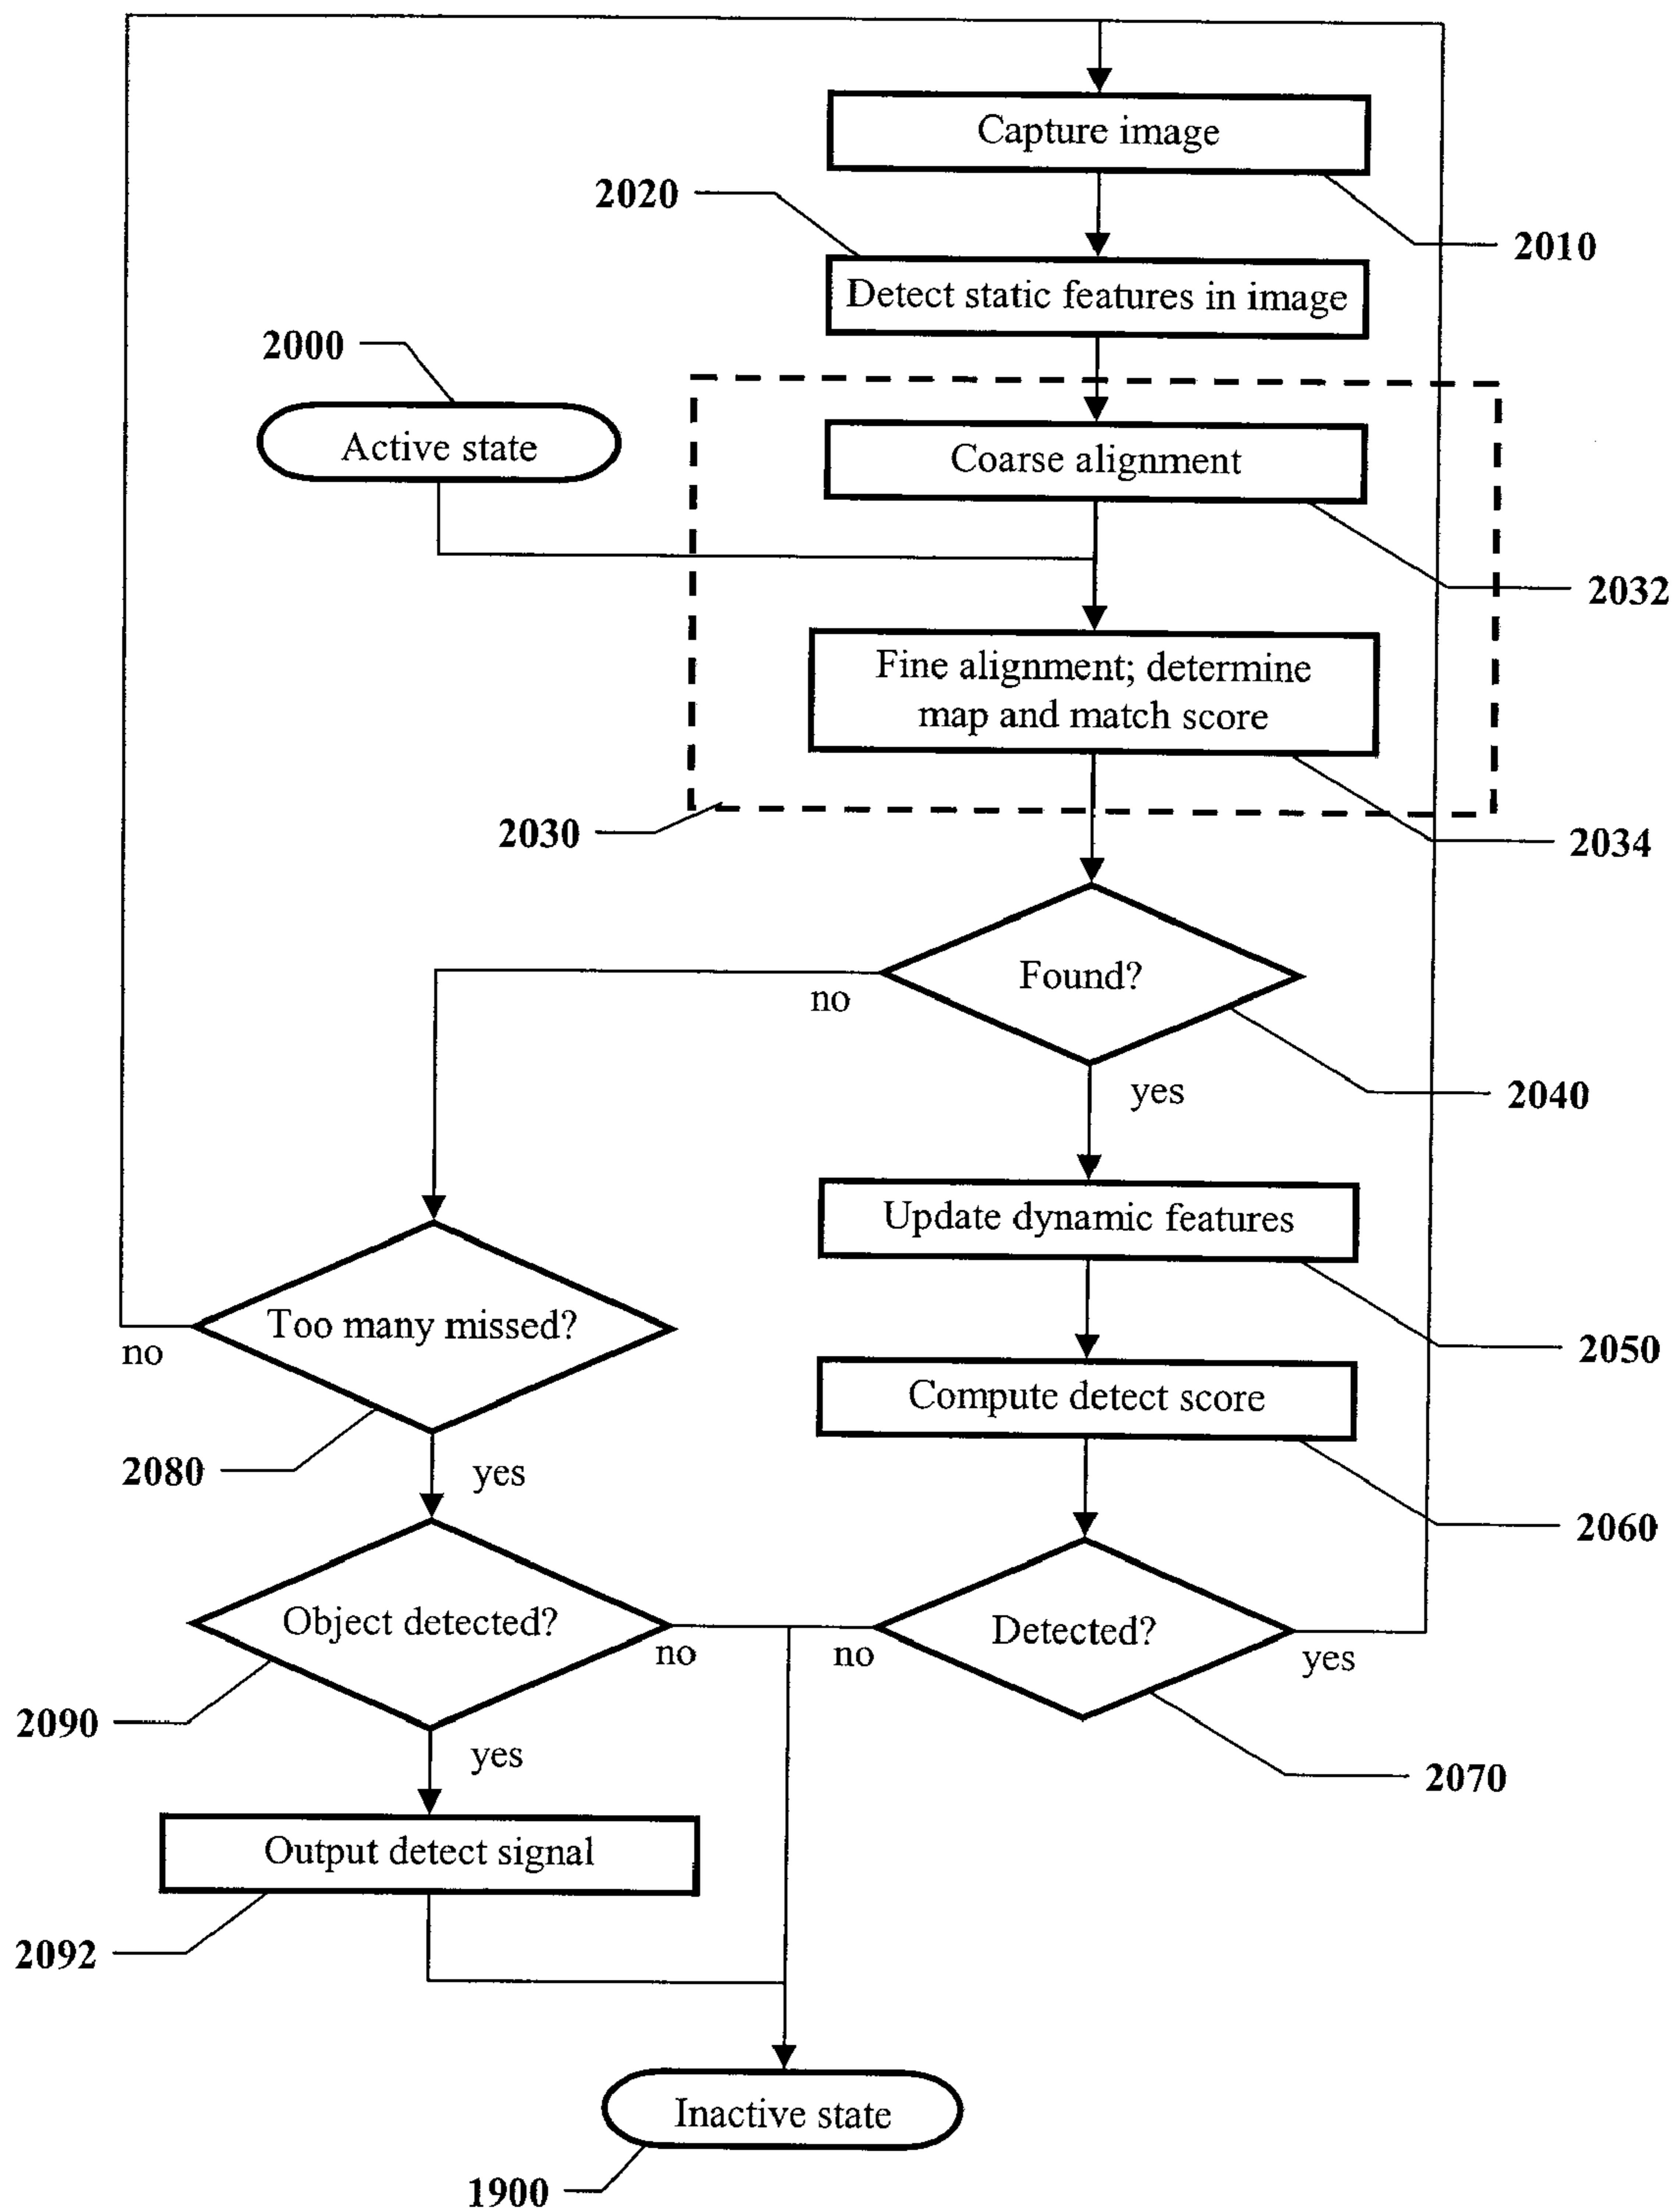 Capture image
2020
2010
Detect static features in image
2000
Active state
Coarse alignment
2032
Fine alignment; determine
map and match score
2030
2034
Found?
no
2040
yes
Update dynamic features
Too many missed?
no
2050
Compute detect score
2080
yes
2060
Object detected?
Detected?
no
no
yes
2090
yes
2070
Output detect signal
2092
Inactive state
1900